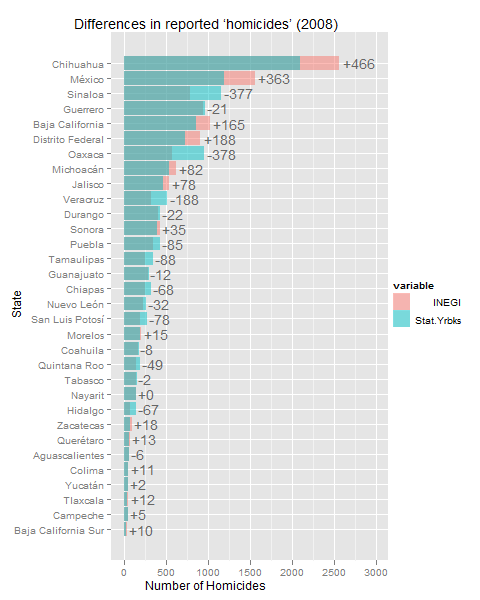 Differences in reported ‘homicides’ (2008)
State
Chihuahua +466
México +363
Sinaloa -377
Guerrero -21
Baja California +165
Distrito Federal +188
Oaxaca -378
Michoacán +82
Jalisco +78
Veracruz -188
Durango -22
Sonora +35
Puebla -85
Tamaulipas -88
Guanajuato -12
Chiapas -68
Nuevo León -32
San Luis Potosí -78
Morelos +15
Coahuila -8
Quintana Roo -49
Tabasco -2
Nayarit +0
Hidalgo -67
Zacatecas +18
Querétaro +13
Aguascalientes -6
Colima +11
Yucatán +2
Tlaxcala +12
Campeche +5
Baja California Sur +10
0 500 1000 1500 2000 2500 3000
Number of Homicides
variable
INEGI
Stat.Yrbks